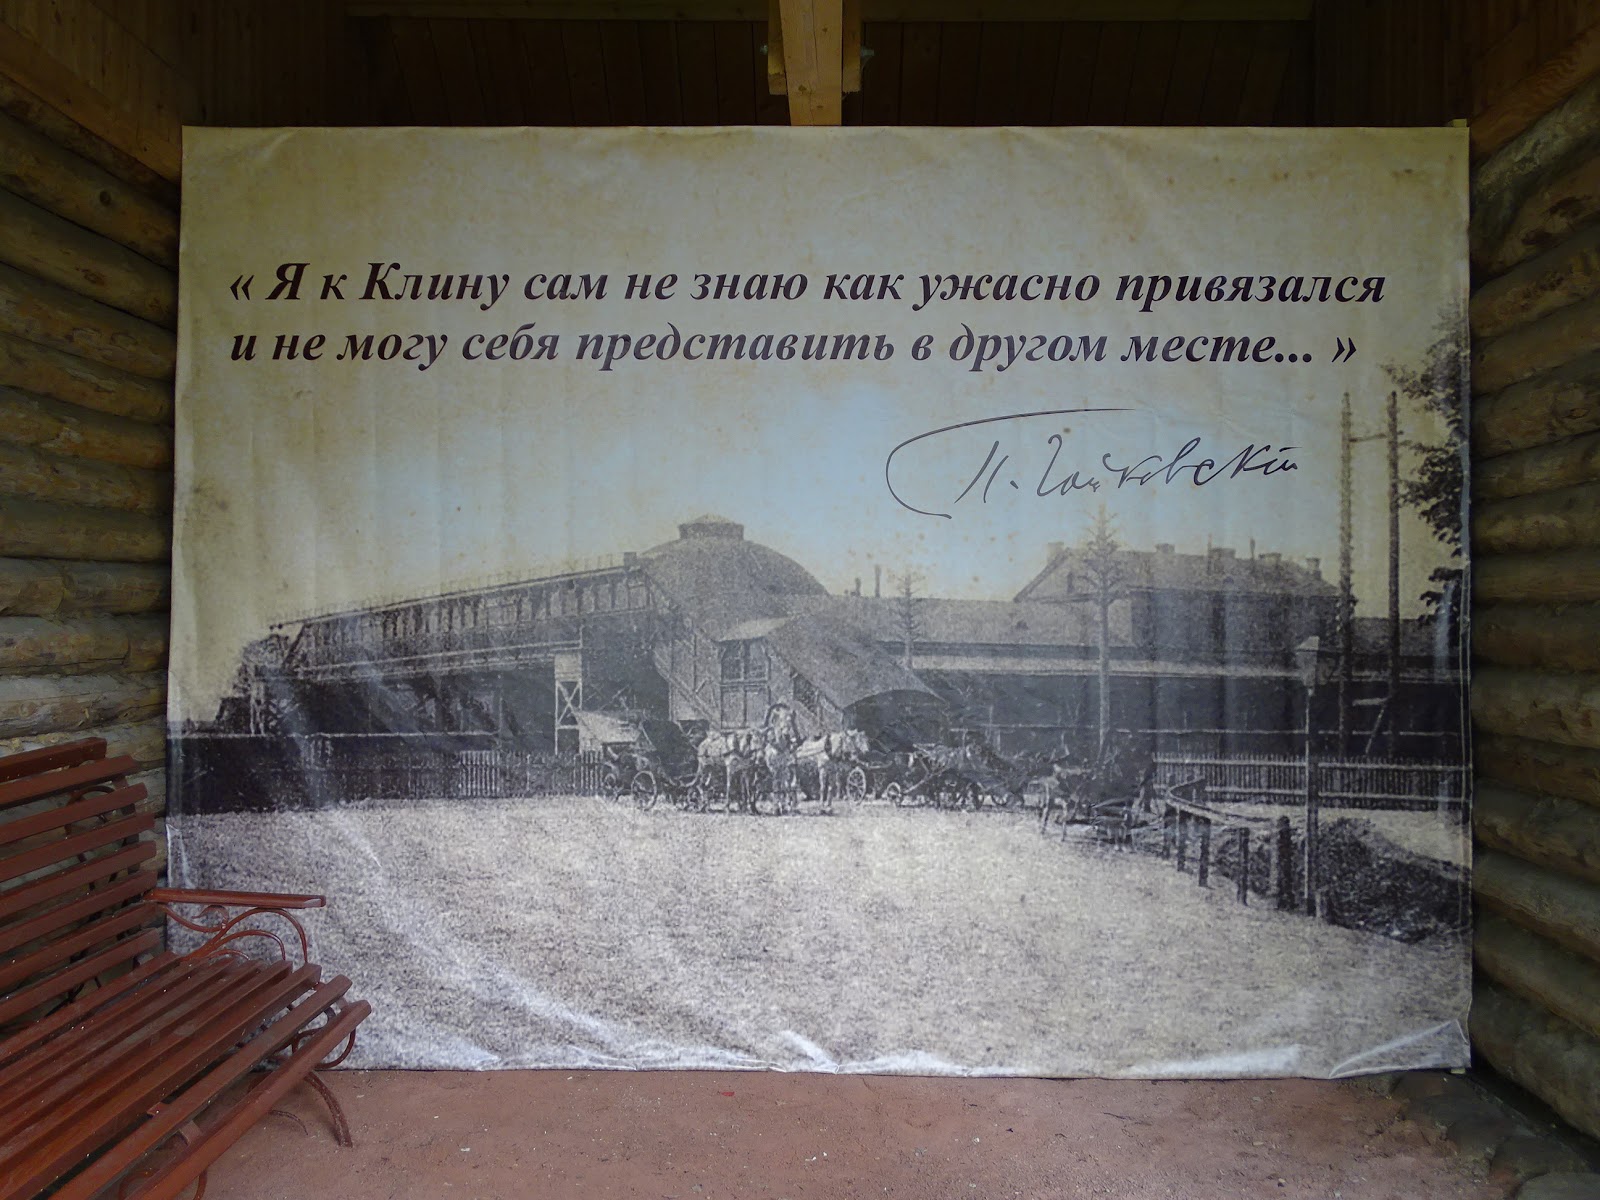 « Я к Клину сам не знаю как ужасно привязался
и не могу себя представить в другом месте... »
П. Чайковский